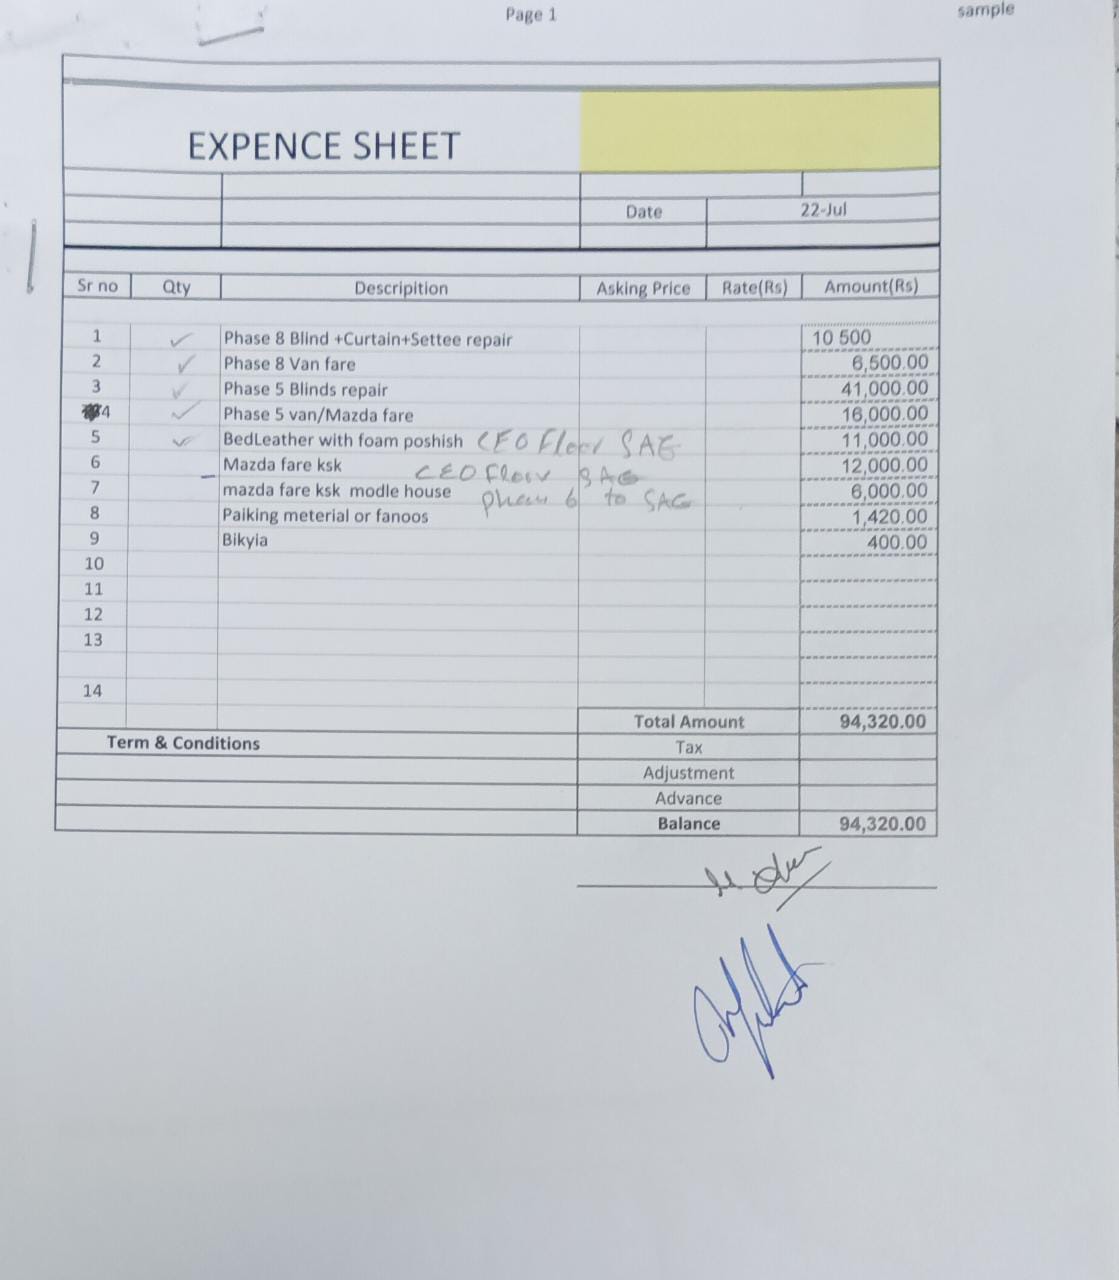 Page 1 sample
EXPENCE SHEET
Date 22-Jul
Sr no Qty Descripition Asking Price Rate(Rs) Amount(Rs)
1 Phase 8 Blind +Curtain+Settee repair 10 500
2 Phase 8 Van fare 6,500.00
3 Phase 5 Blinds repair 41,000.00
4 Phase 5 van/Mazda fare 16,000.00
5 BedLeather with foam poshish CEO Floor SAG 11,000.00
6 Mazda fare ksk CEO Floor SAG 12,000.00
7 mazda fare ksk modle house 6 to SAG 6,000.00
8 Paiking meterial or fanoos 1,420.00
9 Bikyia 400.00
10
11
12
13
14
Total Amount 94,320.00
Term & Conditions Tax
Adjustment
Advance
Balance 94,320.00